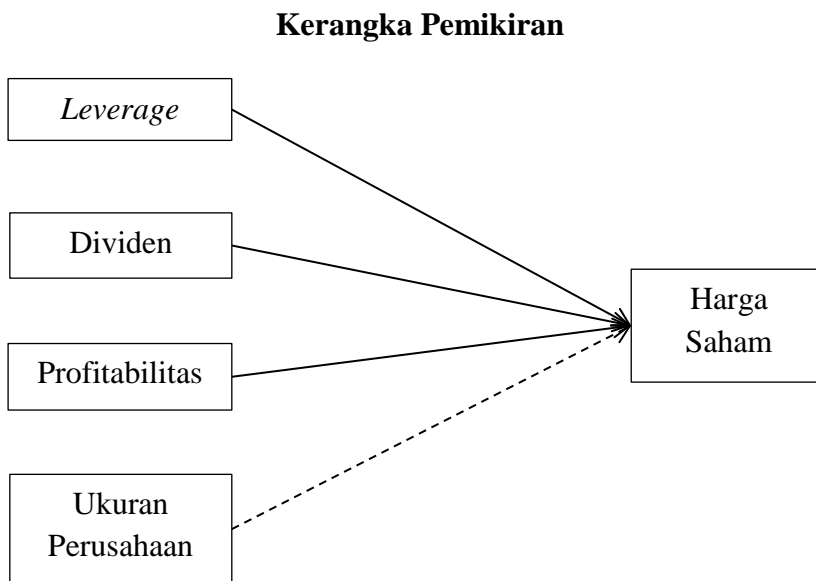 Kerangka Pemikiran
Leverage
Dividen
Profitabilitas
Ukuran
Perusahaan
Harga
Saham